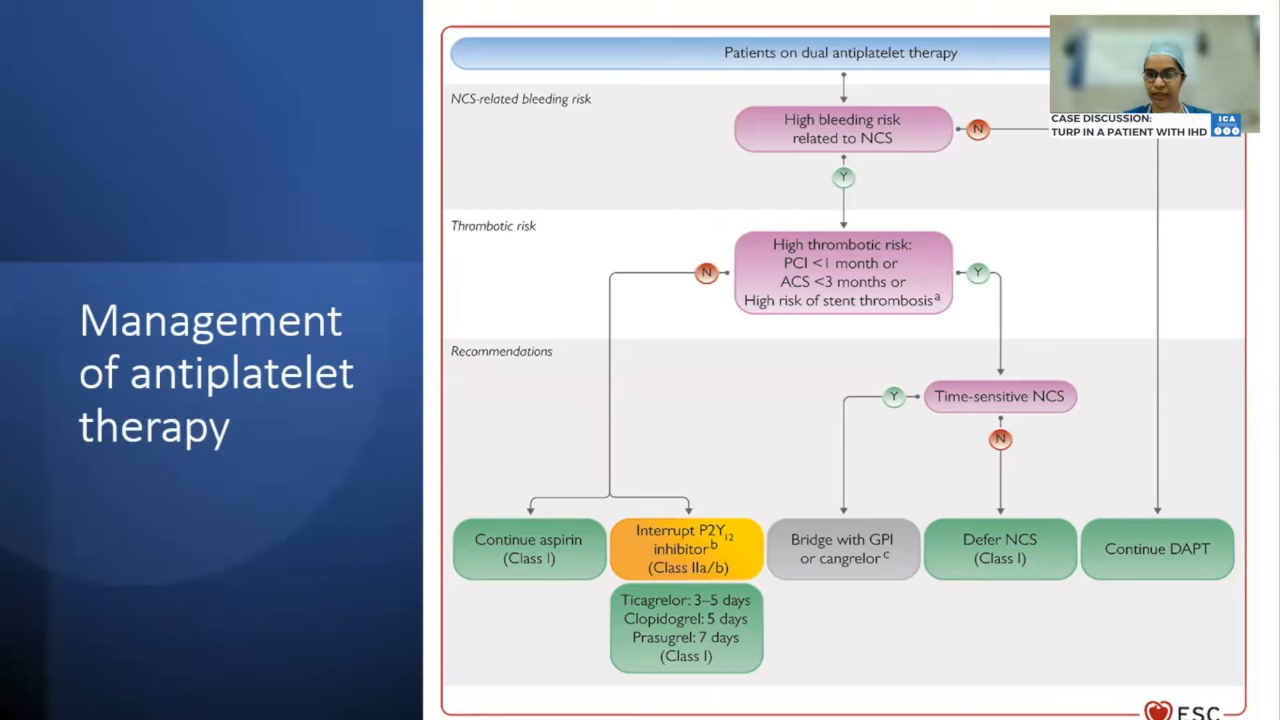 Management
of antiplatelet
therapy
Patients on dual antiplatelet therapy
NCS-related bleeding risk
High bleeding risk
related to NCS
N
Y
Thrombotic risk
High thrombotic risk:
PCI <1 month or
ACS <3 months or
High risk of stent thrombosis a
N
Y
Recommendations
Time-sensitive NCS
Y
N
Continue aspirin
(Class I)
Interrupt P2Y12
inhibitor b
(Class IIa/b)
Bridge with GPI
or cangrelor c
Defer NCS
(Class I)
Continue DAPT
Ticagrelor: 3–5 days
Clopidogrel: 5 days
Prasugrel: 7 days
(Class I)
ESC
CASE DISCUSSION:
TURP IN A PATIENT WITH IHD
ICA